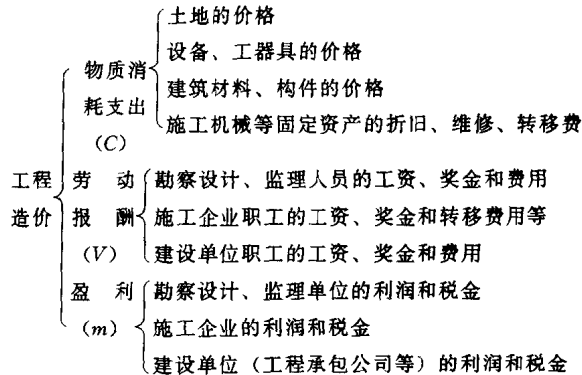 土地的价格
设备、工器具的价格
物质消
耗支出
(C)
建筑材料、构件的价格
施工机械等固定资产的折旧、维修、转移费
工程
造价
劳 动
报 酬
(V)
勘察设计、监理人员的工资、奖金和费用
施工企业职工的工资、奖金和转移费用等
建设单位职工的工资、奖金和费用
盈 利
(m)
勘察设计、监理单位的利润和税金
施工企业的利润和税金
建设单位（工程承包公司等）的利润和税金